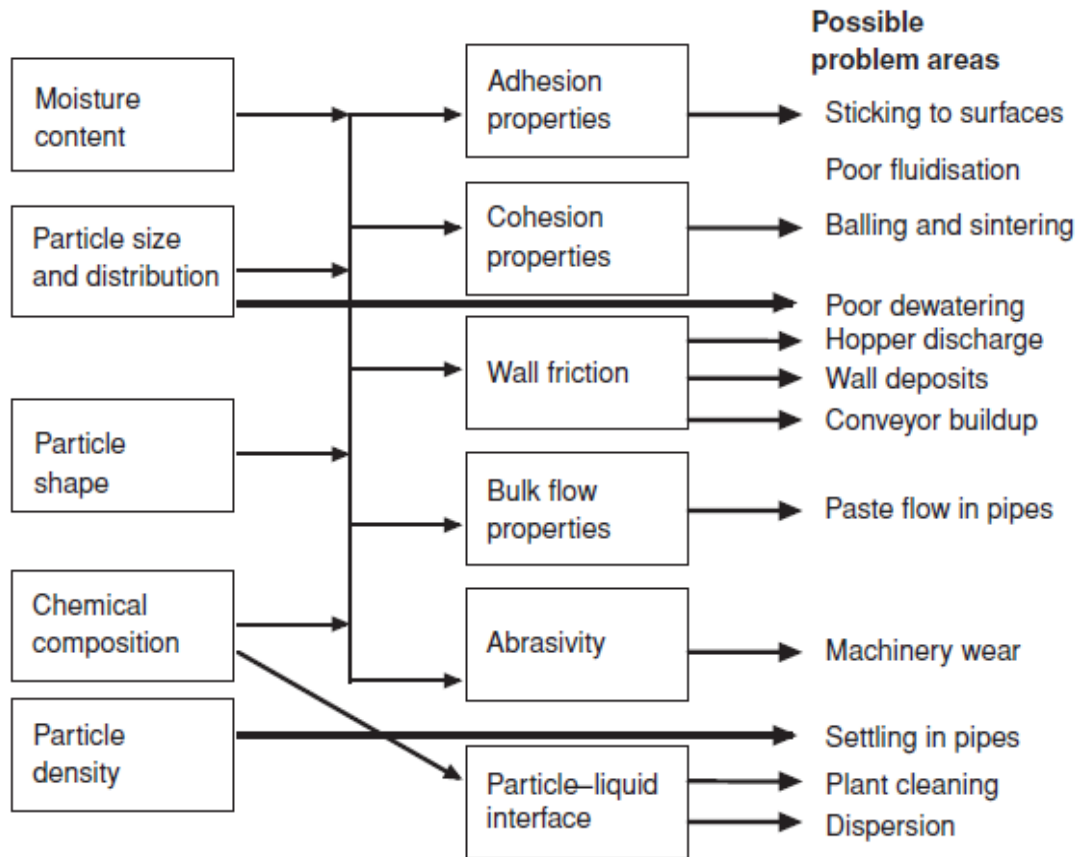 Possible
problem areas
Moisture
content
Adhesion
properties
Sticking to surfaces
Poor fluidisation
Particle size
and distribution
Cohesion
properties
Balling and sintering
Poor dewatering
Wall friction
Hopper discharge
Wall deposits
Conveyor buildup
Particle
shape
Bulk flow
properties
Paste flow in pipes
Chemical
composition
Abrasivity
Machinery wear
Particle
density
Settling in pipes
Particle–liquid
interface
Plant cleaning
Dispersion